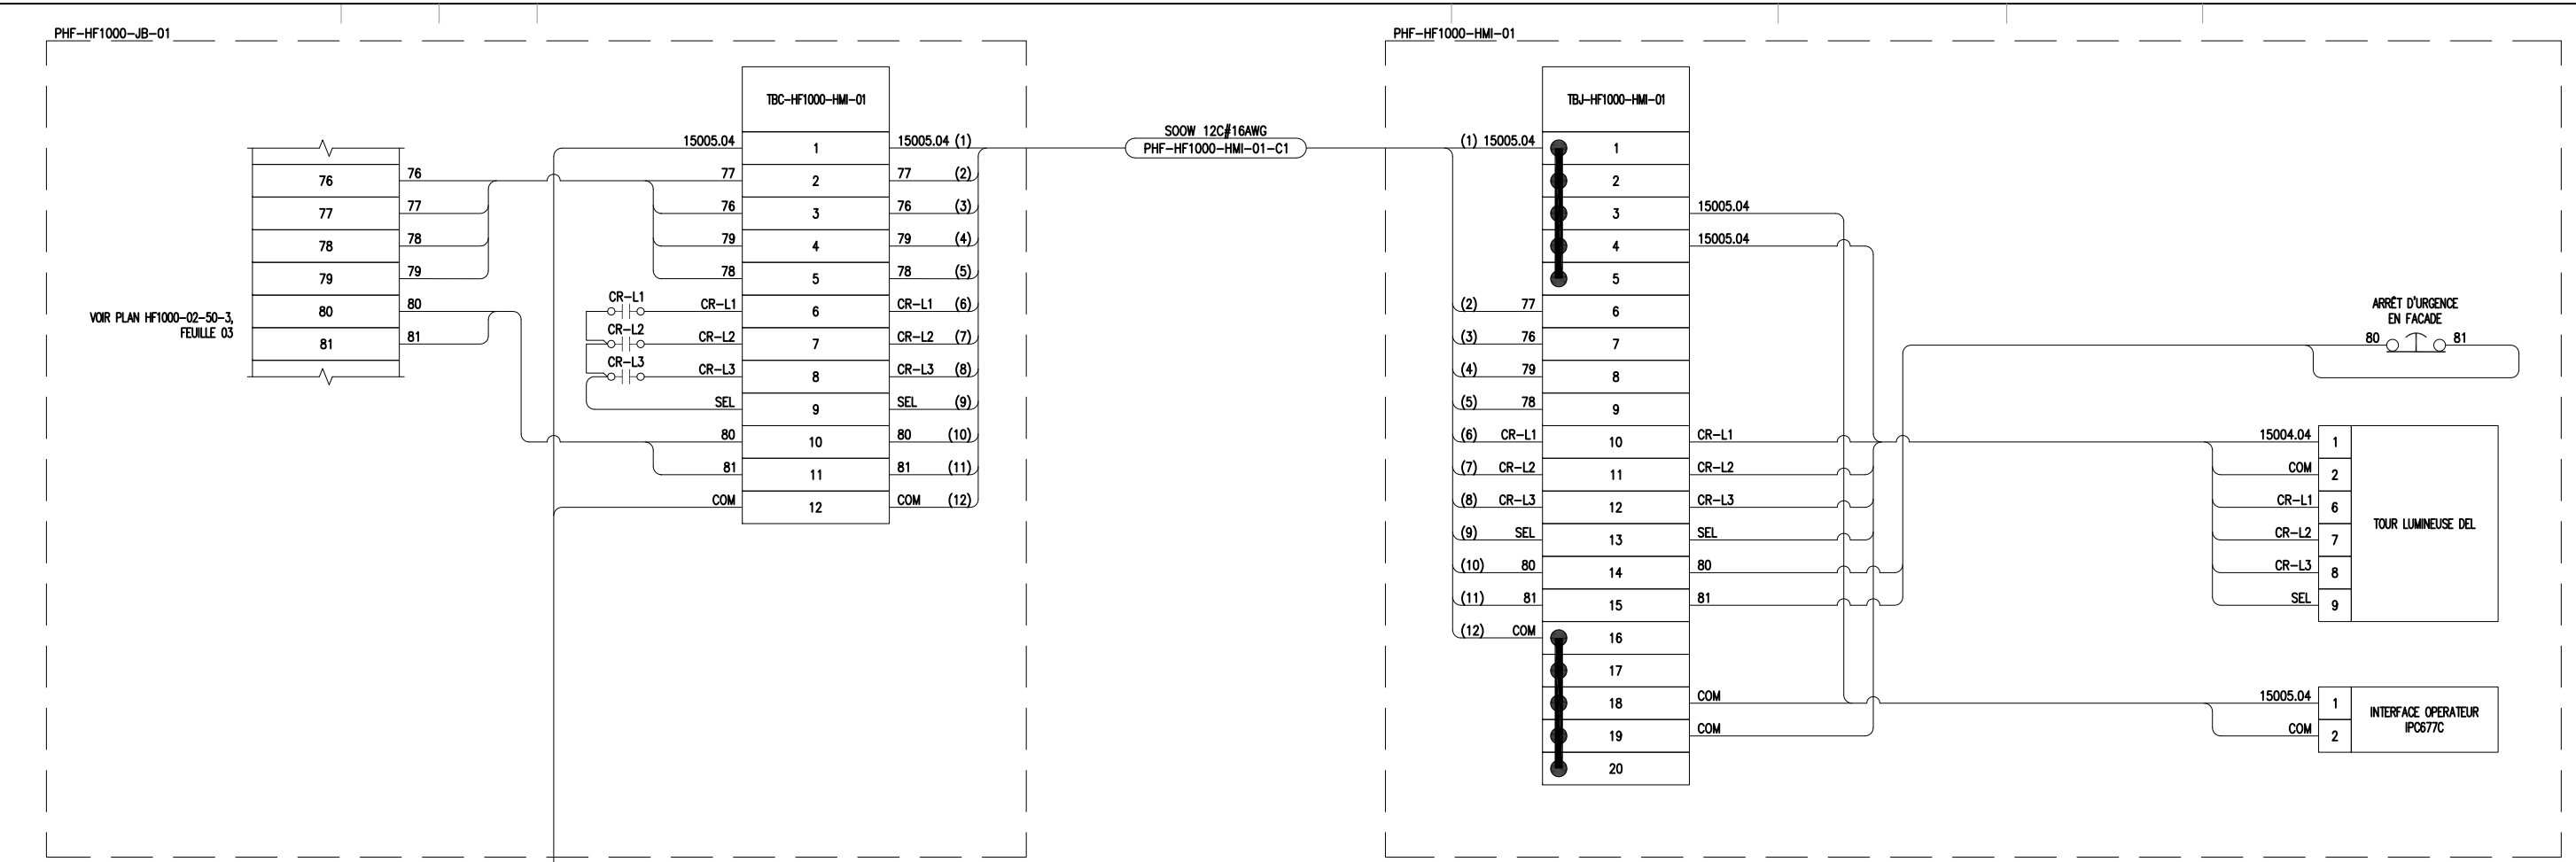 PHF-HF1000-JB-01
VOIR PLAN HF1000-02-50-3,
FEUILLE 03
76 76
77 77
78 78
79 79
80 80
81 81
CR-L1
CR-L2
CR-L3
TBC-HF1000-HMI-01
15005.04 1 15005.04 (1)
77 2 77 (2)
76 3 76 (3)
79 4 79 (4)
78 5 78 (5)
CR-L1 6 CR-L1 (6)
CR-L2 7 CR-L2 (7)
CR-L3 8 CR-L3 (8)
SEL 9 SEL (9)
80 10 80 (10)
81 11 81 (11)
COM 12 COM (12)
SOOW 12C#16AWG
PHF-HF1000-HMI-01-C1
PHF-HF1000-HMI-01
TBJ-HF1000-HMI-01
(1) 15005.04 1
2
3 15005.04
4 15005.04
5
(2) 77 6
(3) 76 7
(4) 79 8
(5) 78 9
(6) CR-L1 10 CR-L1
(7) CR-L2 11 CR-L2
(8) CR-L3 12 CR-L3
(9) SEL 13 SEL
(10) 80 14 80
(11) 81 15 81
(12) COM 16
17
18 COM
19 COM
20
ARRÊT D'URGENCE
EN FACADE
80 81
15004.04 1
COM 2
CR-L1 6
CR-L2 7
CR-L3 8
SEL 9
TOUR LUMINEUSE DEL
15005.04 1
COM 2
INTERFACE OPERATEUR
IPC677C